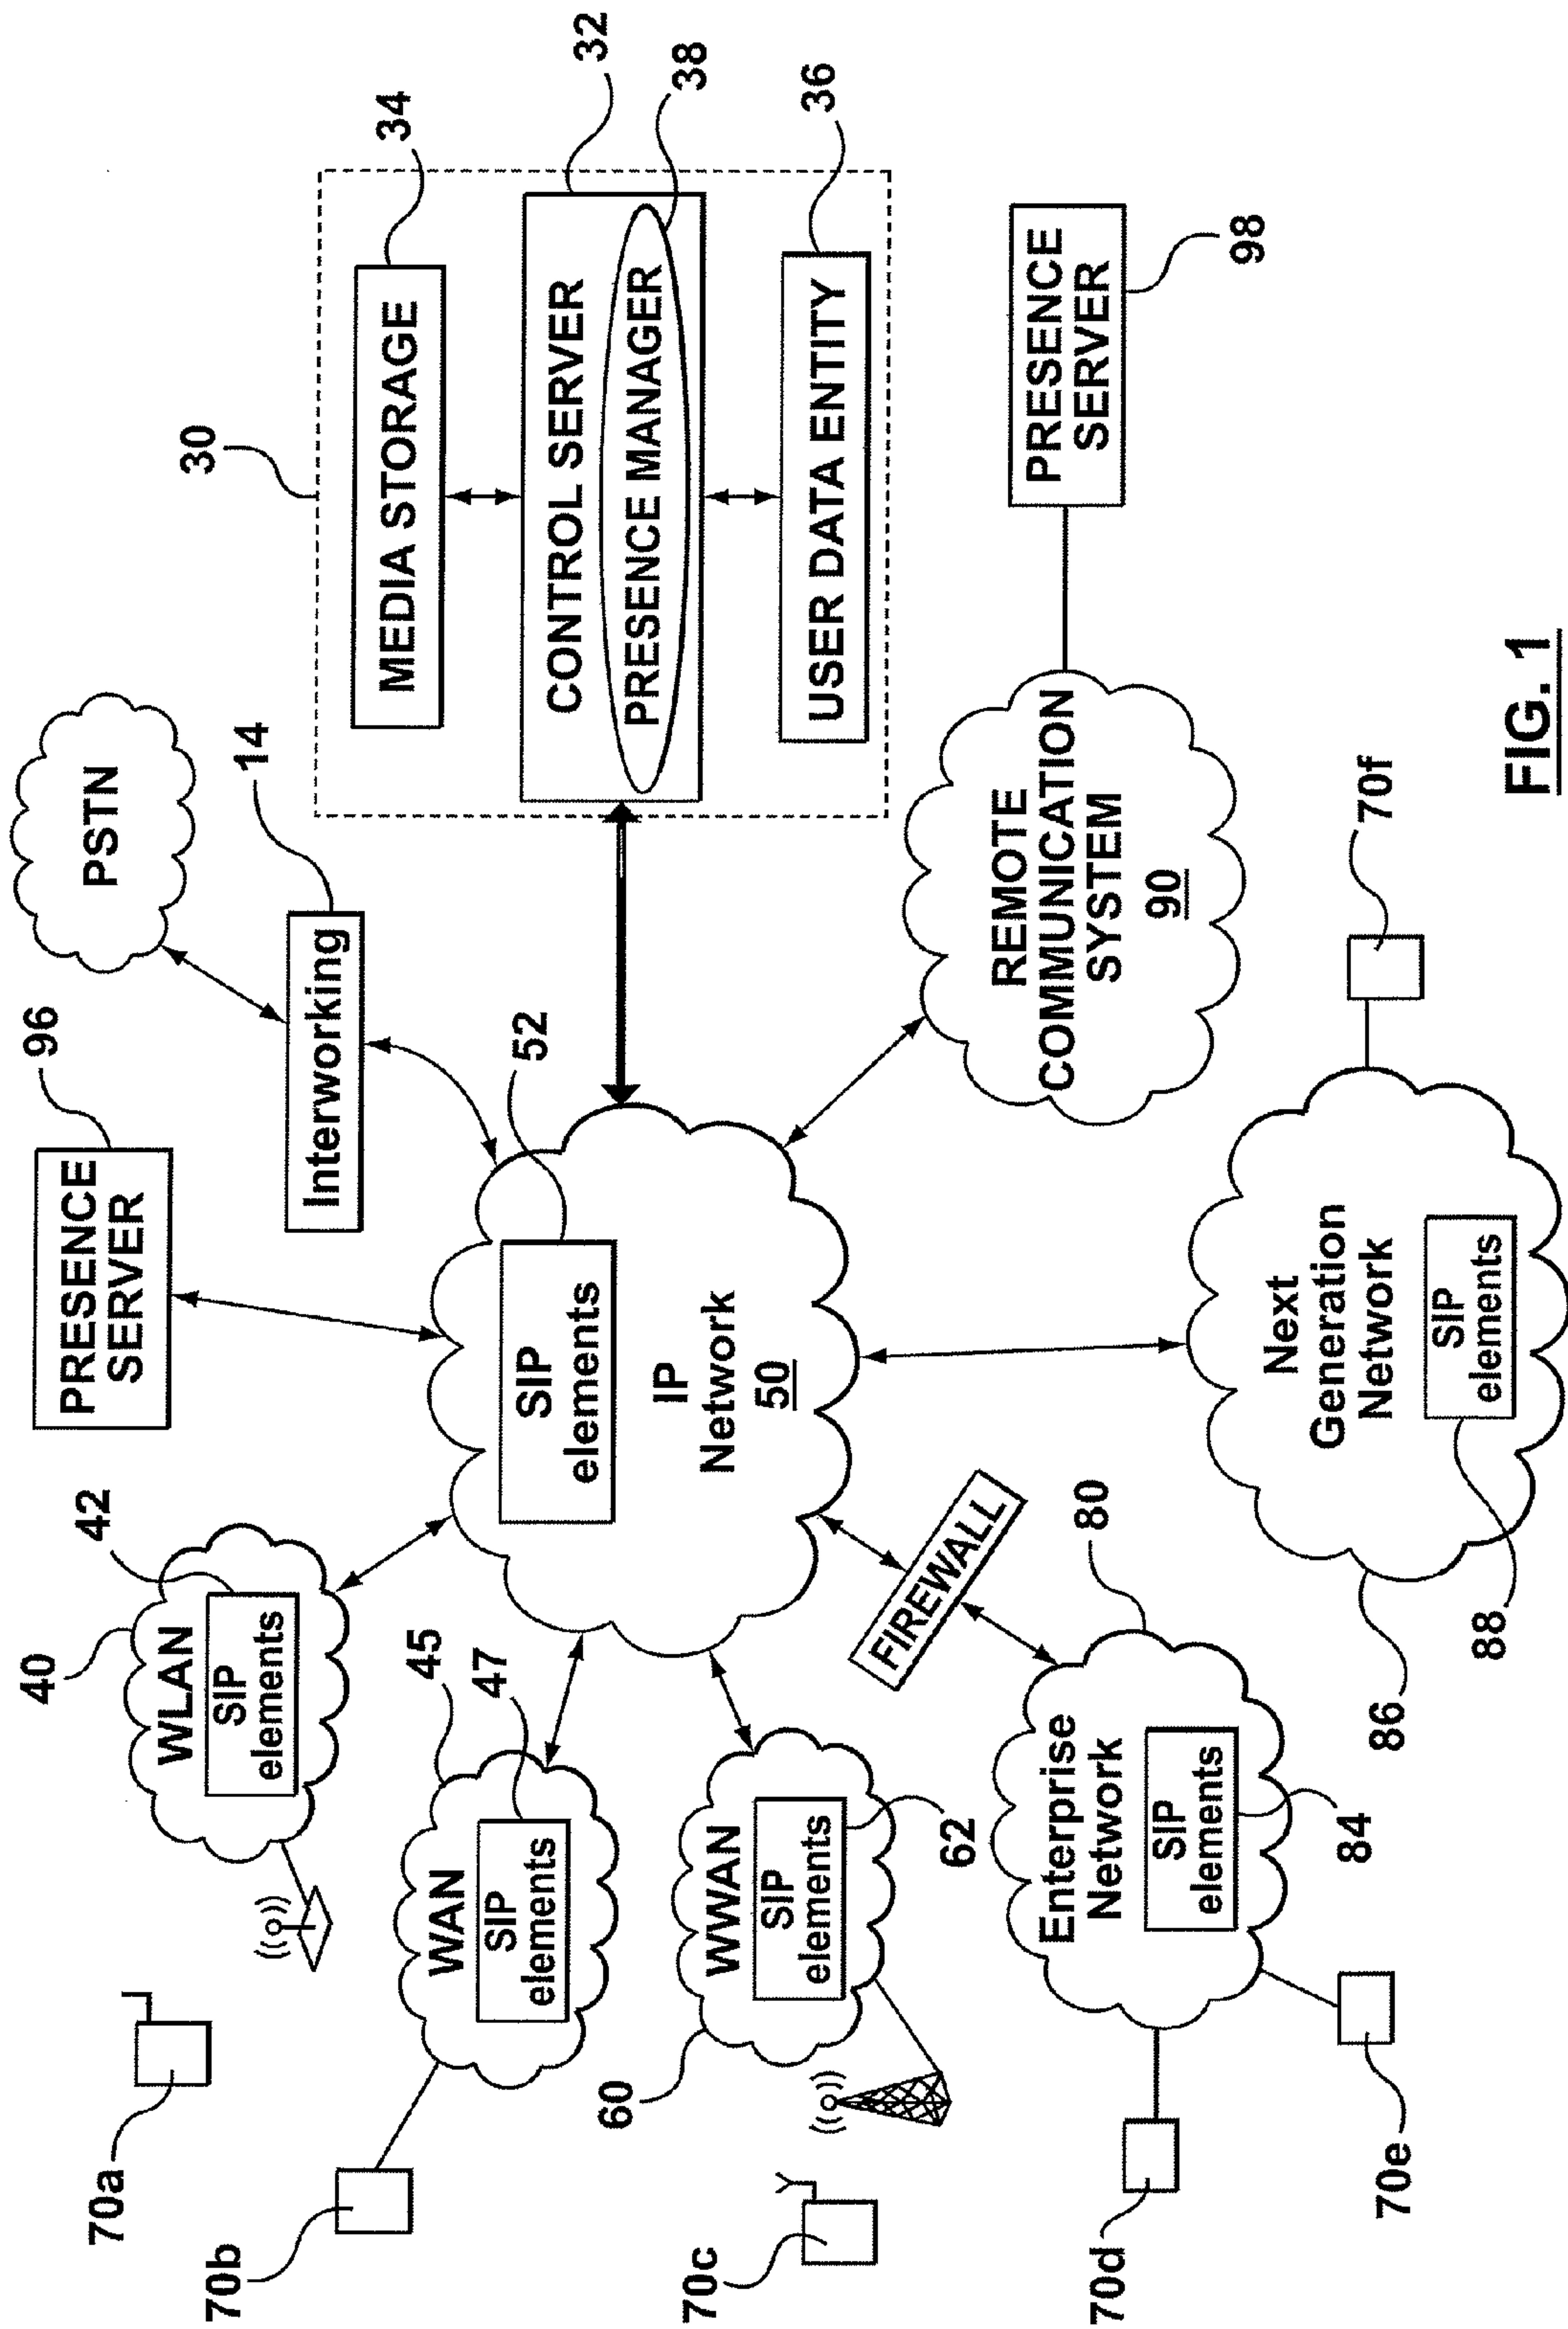 70a
40
WLAN
42
SIP
elements
96
PRESENCE
SERVER
PSTN
14
Interworking
30
34
MEDIA STORAGE
32
CONTROL SERVER
38
PRESENCE MANAGER
36
USER DATA ENTITY
70b
45
WAN
47
SIP
elements
52
SIP
elements
IP
Network
50
70c
60
WWAN
SIP
elements
62
FIREWALL
REMOTE
COMMUNICATION
SYSTEM
90
PRESENCE
SERVER
98
70d
70e
80
Enterprise
Network
SIP
elements
84
86
Next
Generation
Network
SIP
elements
88
70f
FIG. 1